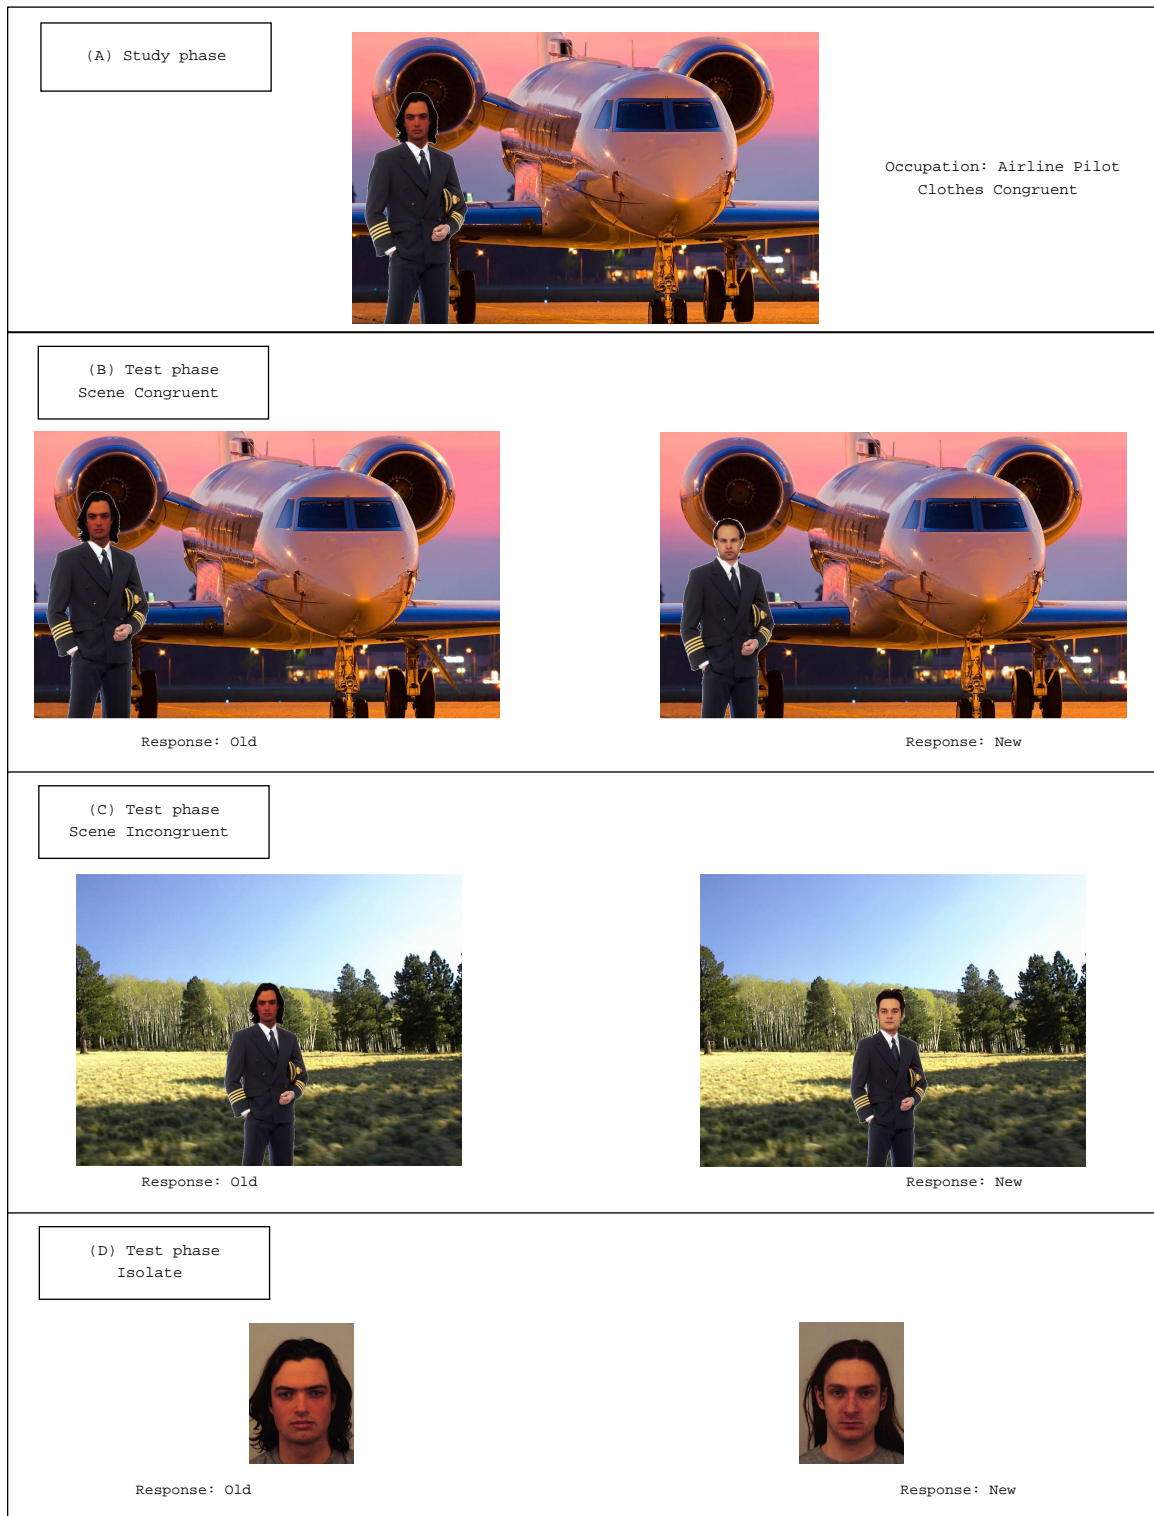 (A) Study phase
Occupation: Airline Pilot
Clothes Congruent
(B) Test phase
Scene Congruent
Response: Old
Response: New
(C) Test phase
Scene Incongruent
Response: Old
Response: New
(D) Test phase
Isolate
Response: Old
Response: New